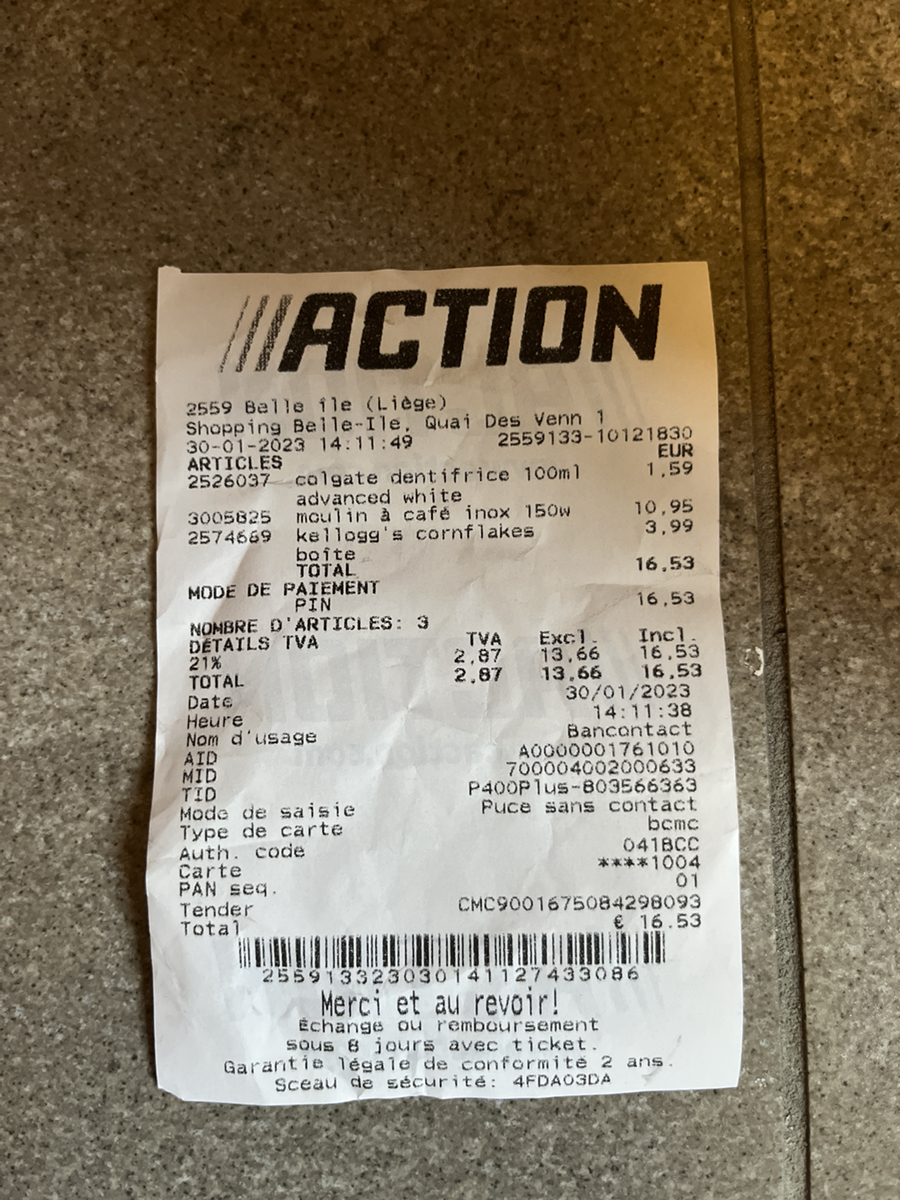 ACTION
2559 Belle île (Liège)
Shopping Belle-Ile, Quai Des Venn 1
30-01-2023 14:11:49 2559133-10121830
ARTICLES EUR
2526037 colgate dentifrice 100ml 1,59
advanced white
3005825 moulin à café inox 150w 10,95
2574669 kellogg's cornflakes 3,99
boîte
TOTAL 16,53
MODE DE PAIEMENT
PIN 16,53
NOMBRE D'ARTICLES: 3
DÉTAILS TVA TVA Excl. Incl.
21% 2,87 13,66 16,53
TOTAL 2,87 13,66 16,53
Date 30/01/2023
Heure 14:11:38
Nom d'usage Bancontact
AID A0000001761010
MID 700004002000633
TID P400Plus-803566363
Mode de saisie Puce sans contact
Type de carte bcmc
Auth. code 041BCC
Carte ****1004
PAN seq. 01
Tender CMC9001675084298093
Total € 16.53
255913323030141127433086
Merci et au revoir!
Échange ou remboursement
sous 8 jours avec ticket.
Garantie légale de conformité 2 ans.
Sceau de sécurité: 4FDA03DA